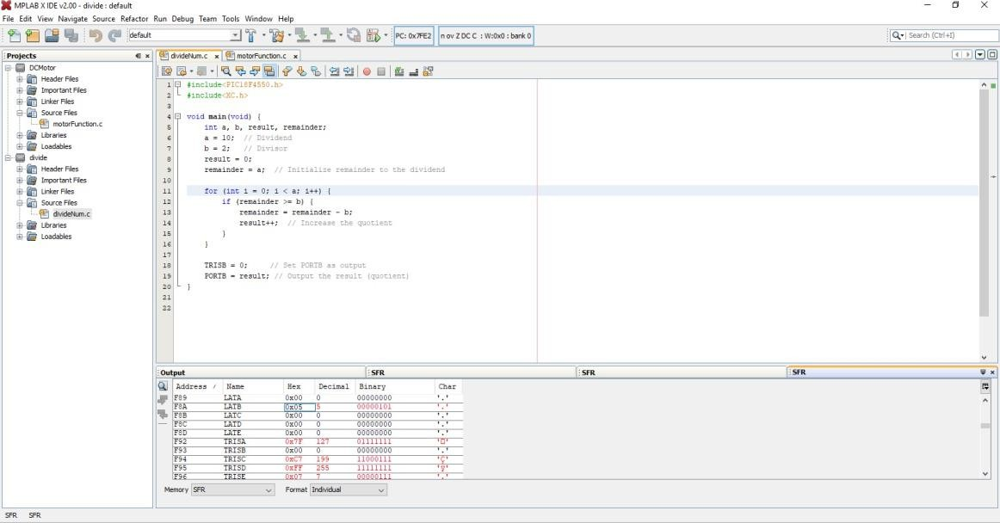 MPLAB X IDE v2.00 - divide : default
File Edit View Navigate Source Refactor Run Debug Team Tools Window Help
default PC: 0x7FE2 n ov Z DC C : W:0x0 : bank 0 Search (Ctrl+I)
Projects
DCMotor
Header Files
Important Files
Linker Files
Source Files
motorFunction.c
Libraries
Loadables
divide
Header Files
Important Files
Linker Files
Source Files
divideNum.c
Libraries
Loadables
divideNum.c motorFunction.c
1 #include<PIC18F4550.h>
2 #include<XC.h>
3
4 void main(void) {
5 int a, b, result, remainder;
6 a = 10; // Dividend
7 b = 2; // Divisor
8 result = 0;
9 remainder = a; // Initialize remainder to the dividend
10
11 for (int i = 0; i < a; i++) {
12 if (remainder >= b) {
13 remainder = remainder - b;
14 result++; // Increase the quotient
15 }
16 }
17
18 TRISB = 0; // Set PORTB as output
19 PORTB = result; // Output the result (quotient)
20 }
21
22
Output SFR SFR SFR
Address / Name Hex Decimal Binary Char
F89 LATA 0x00 0 00000000 '.'
F8A LATB 0x05 5 00000101 '.'
F8B LATC 0x00 0 00000000 '.'
F8C LATD 0x00 0 00000000 '.'
F8D LATE 0x00 0 00000000 '.'
F92 TRISA 0x7F 127 01111111 '□'
F93 TRISB 0x00 0 00000000 '.'
F94 TRISC 0xC7 199 11000111 'Ç'
F95 TRISD 0xFF 255 11111111 'ÿ'
F96 TRISE 0x07 7 00000111 '.'
Memory SFR Format Individual
SFR SFR